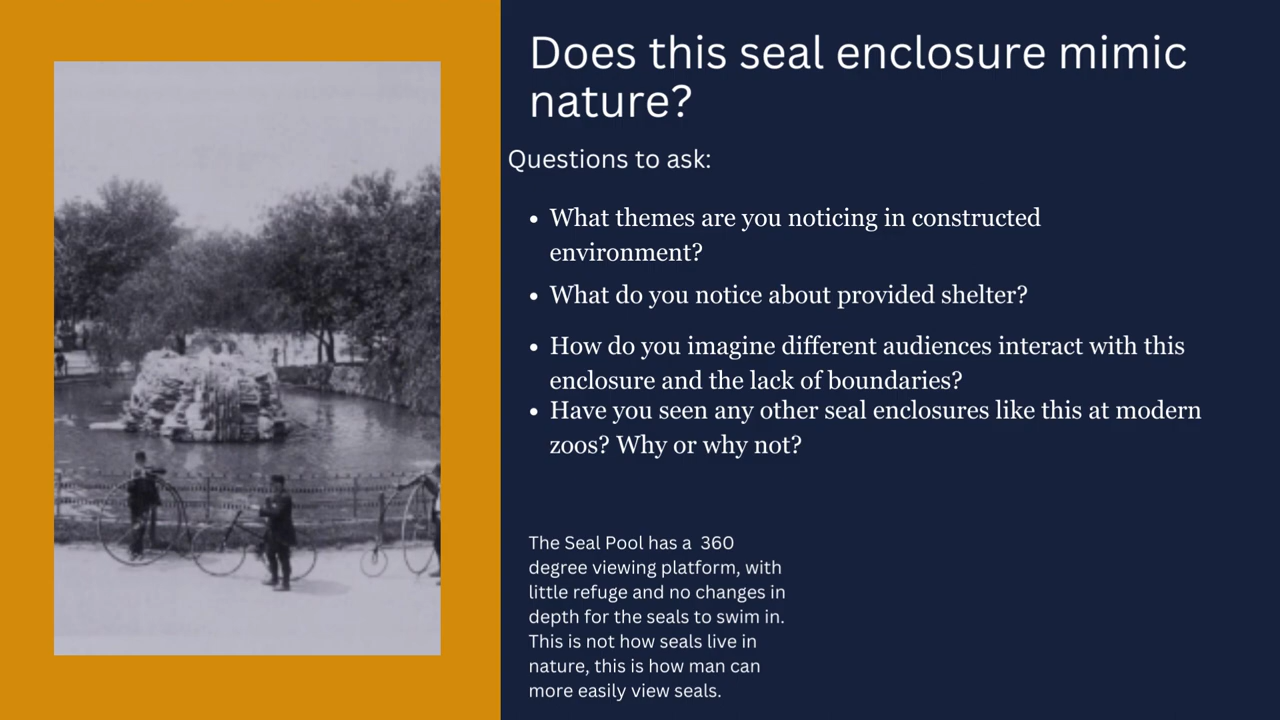 Does this seal enclosure mimic
nature?
Questions to ask:
• What themes are you noticing in constructed
environment?
• What do you notice about provided shelter?
• How do you imagine different audiences interact with this
enclosure and the lack of boundaries?
• Have you seen any other seal enclosures like this at modern
zoos? Why or why not?
The Seal Pool has a 360
degree viewing platform, with
little refuge and no changes in
depth for the seals to swim in.
This is not how seals live in
nature, this is how man can
more easily view seals.